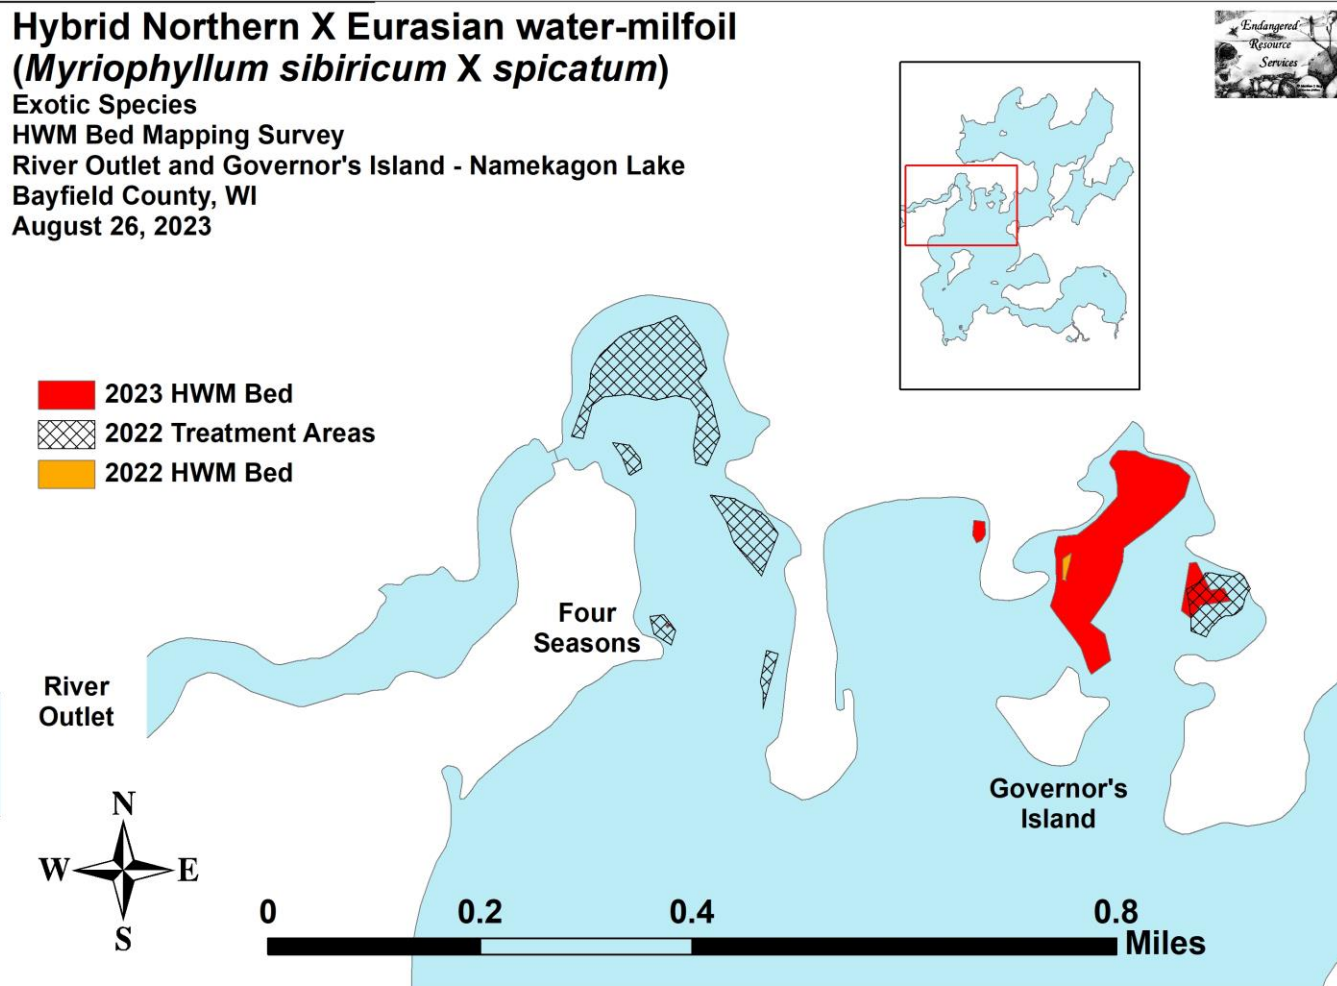 Hybrid Northern X Eurasian water-milfoil
(Myriophyllum sibiricum X spicatum)
Exotic Species
HWM Bed Mapping Survey
River Outlet and Governor's Island - Namekagon Lake
Bayfield County, WI
August 26, 2023
Endangered
Resource
Services
2023 HWM Bed
2022 Treatment Areas
2022 HWM Bed
Four
Seasons
River
Outlet
Governor's
Island
N
W E
S
0 0.2 0.4 0.8
Miles